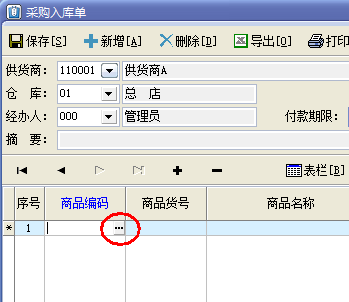 采购入库单
保存[S] 新增[A] 删除[D] 导出[O] 打印
供货商: 110001 供货商A
仓 库: 01 总 店
经办人: 000 管理员 付款期限:
摘 要:
表栏[B]
序号 商品编码 商品货号 商品名称
* 1 ...